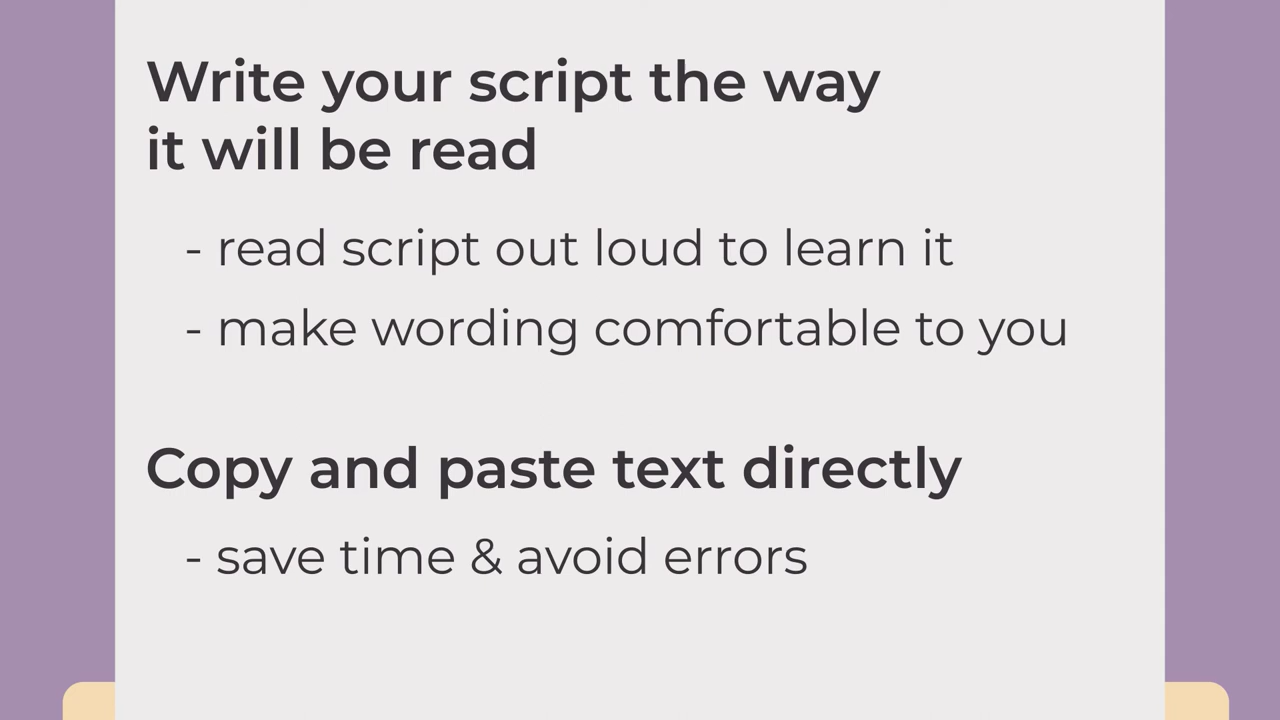 Write your script the way
it will be read
- read script out loud to learn it
- make wording comfortable to you
Copy and paste text directly
- save time & avoid errors